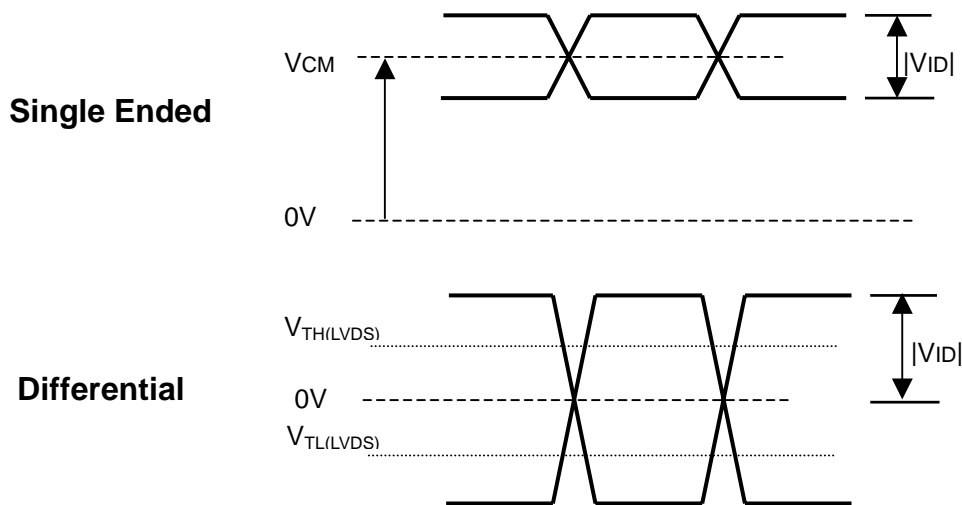 VCM
|VID|
Single Ended
0V
VTH(LVDS)
|VID|
Differential
0V
VTL(LVDS)